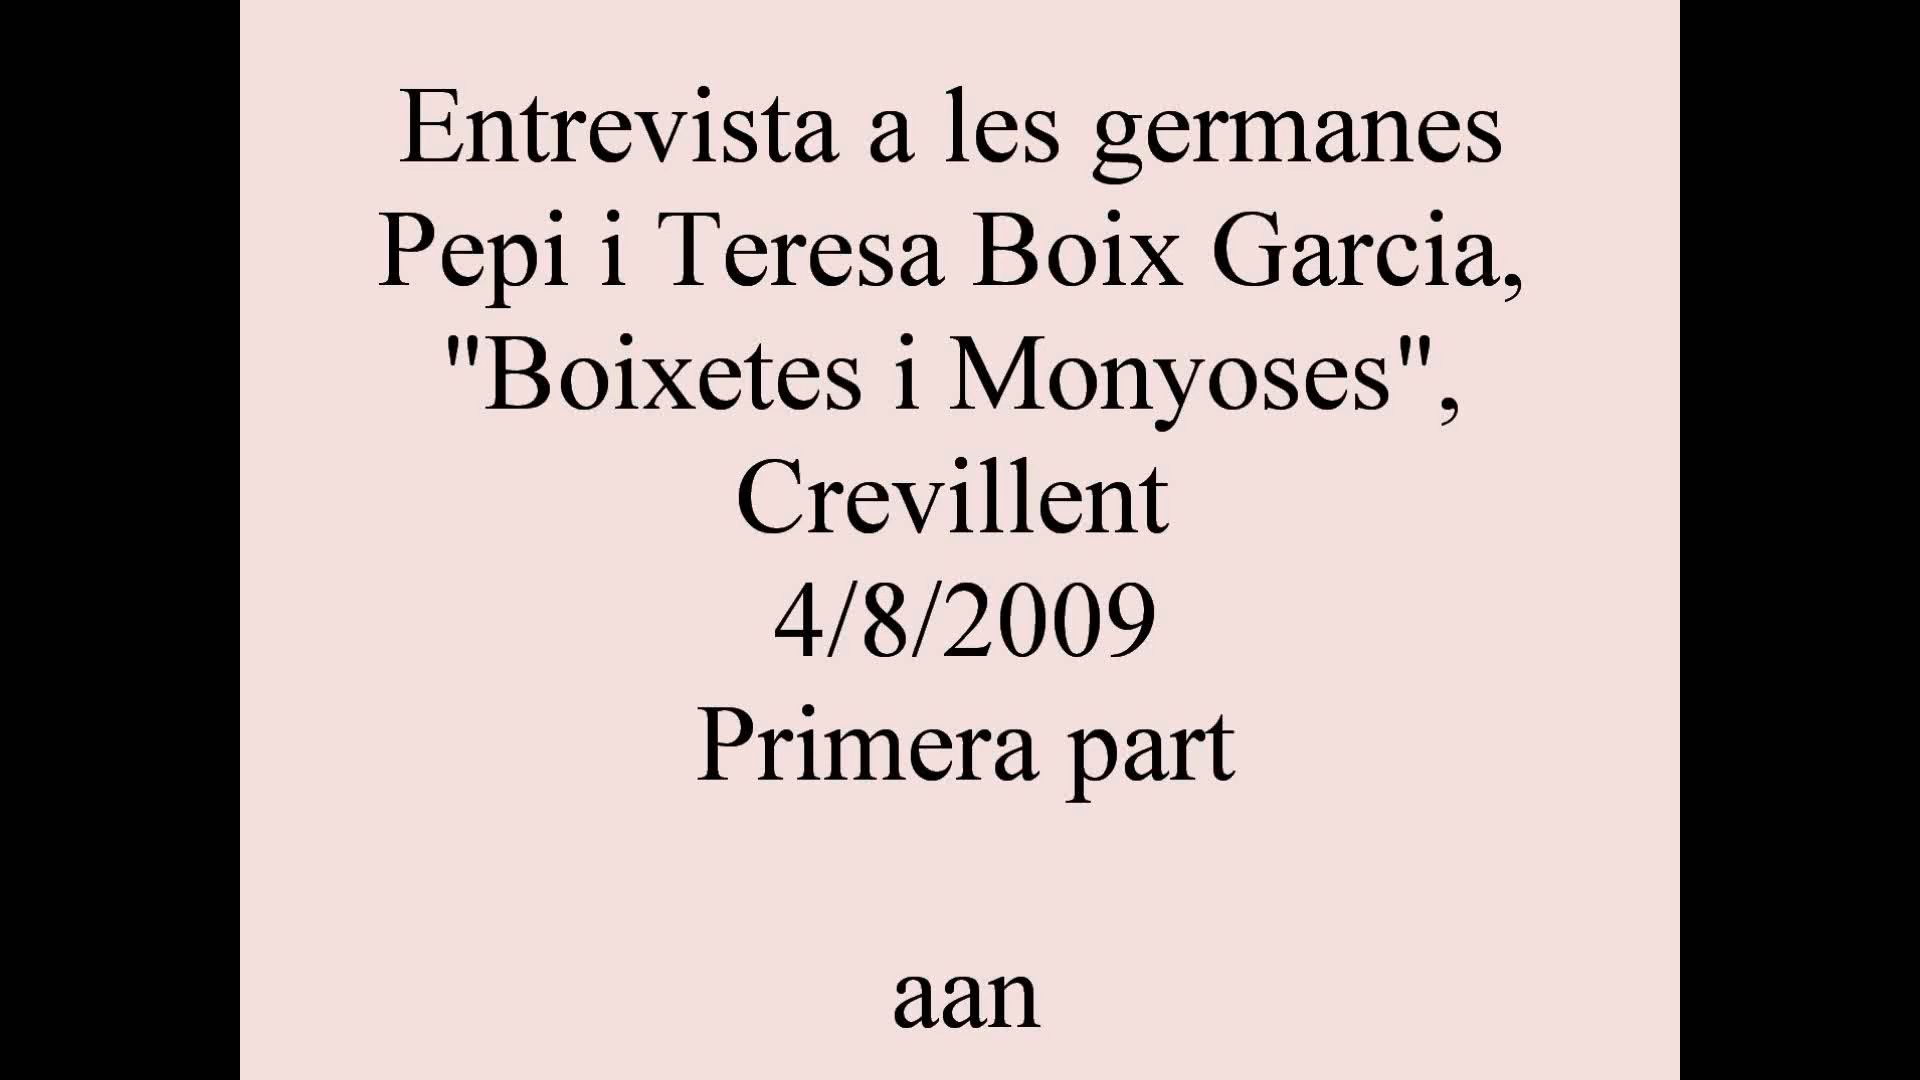 Entrevista a les germanes
Pepi i Teresa Boix Garcia,
"Boixetes i Monyoses",
Crevillent
4/8/2009
Primera part
aan